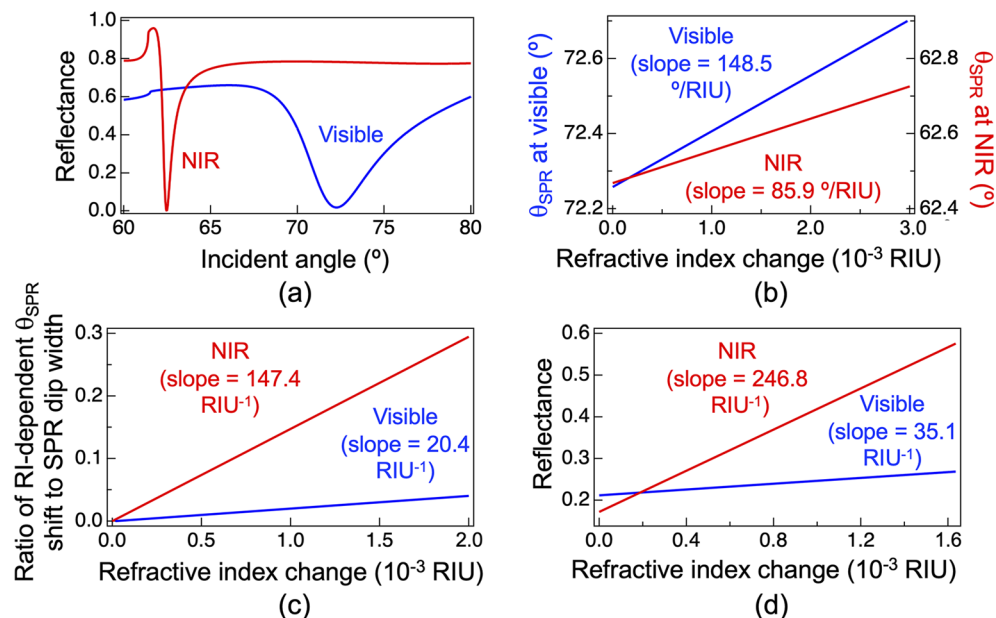 Reflectance
1.0
0.8
0.6
0.4
0.2
0.0
NIR
Visible
60
65
70
75
80
Incident angle (º)
(a)
θSPR at visible (º)
72.6
72.4
72.2
Visible
(slope = 148.5
º/RIU)
NIR
(slope = 85.9 º/RIU)
62.8
62.6
62.4
θSPR at NIR (º)
0.0
1.0
2.0
3.0
Refractive index change (10-3 RIU)
(b)
Ratio of RI-dependent θSPR
shift to SPR dip width
0.3
0.2
0.1
0.0
NIR
(slope = 147.4
RIU-1)
Visible
(slope = 20.4
RIU-1)
0.0
0.5
1.0
1.5
2.0
Refractive index change (10-3 RIU)
(c)
Reflectance
0.6
0.5
0.4
0.3
0.2
NIR
(slope = 246.8
RIU-1)
Visible
(slope = 35.1
RIU-1)
0.0
0.4
0.8
1.2
1.6
Refractive index change (10-3 RIU)
(d)